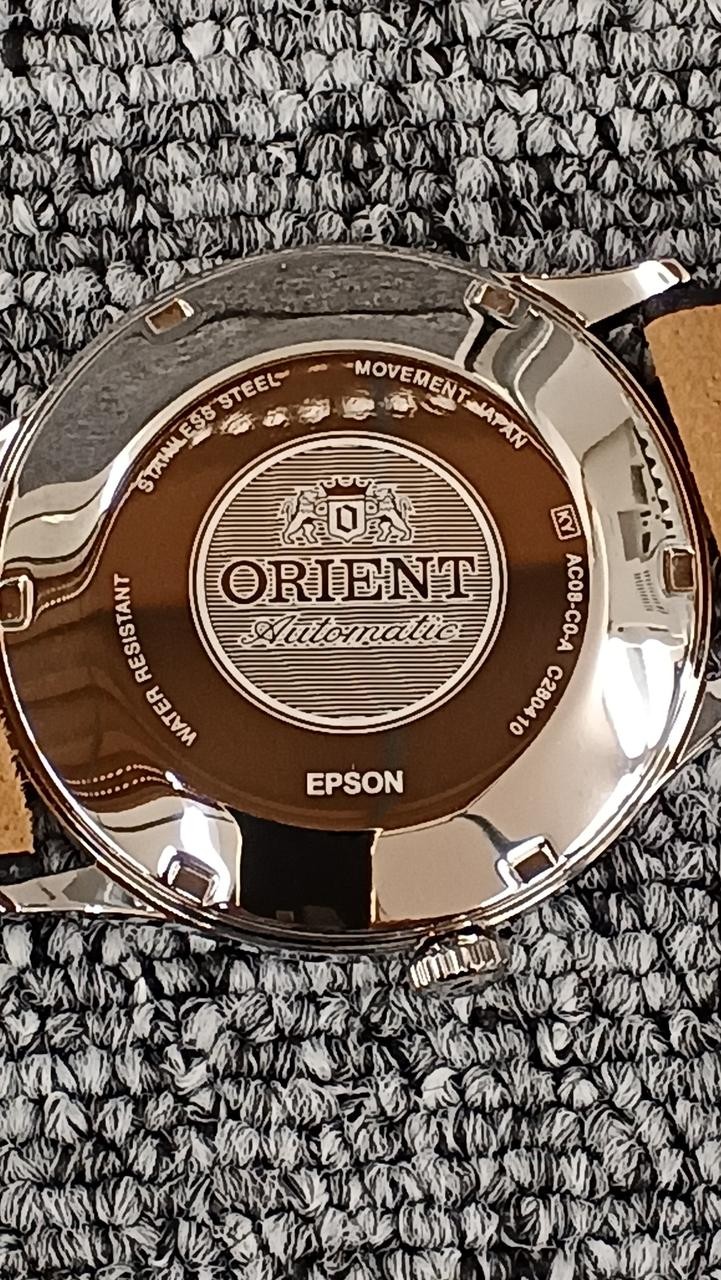 STAINLESS STEEL
MOVEMENT JAPAN
KY AC08-C0-A C280410
O
ORIENT
Automatic
WATER RESISTANT
EPSON